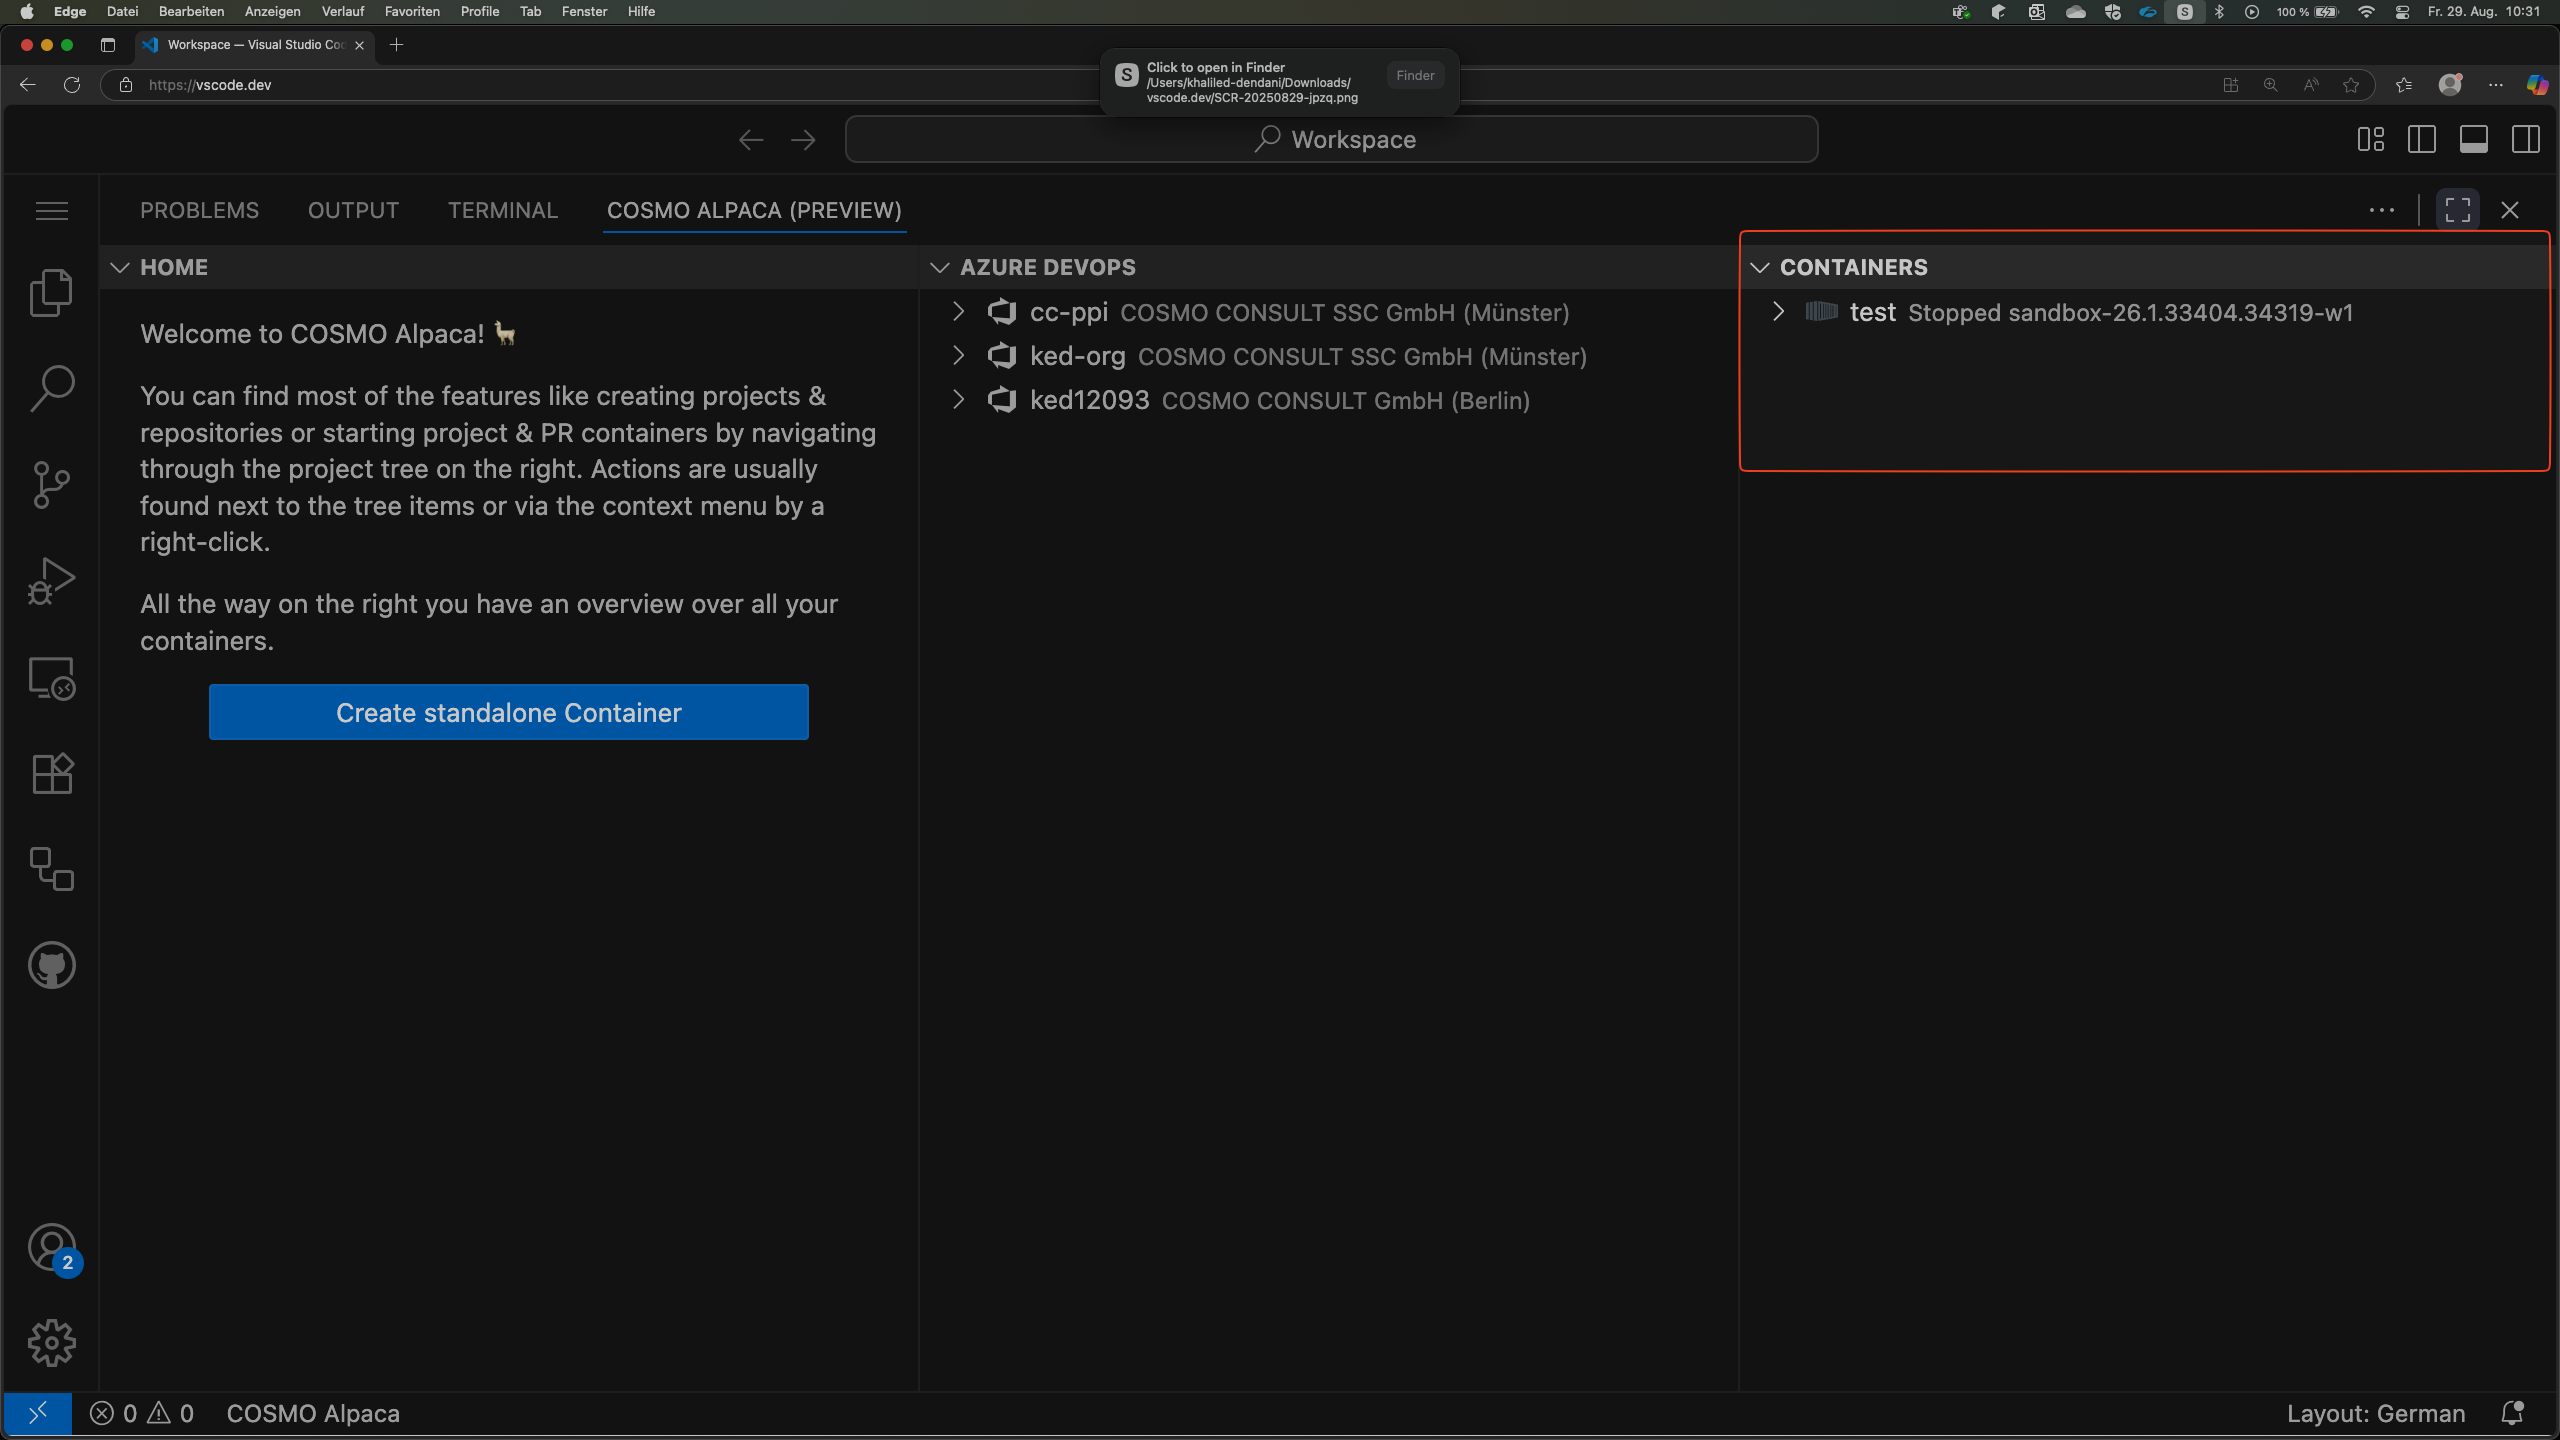 Edge Datei Bearbeiten Anzeigen Verlauf Favoriten Profile Tab Fenster Hilfe
100 % Fr. 29. Aug. 10:31
Workspace — Visual Studio Co
https://vscode.dev
S
Click to open in Finder
/Users/khaliled-dendani/Downloads/
vscode.dev/SCR-20250829-jpzq.png
Finder
Workspace
PROBLEMS OUTPUT TERMINAL COSMO ALPACA (PREVIEW)
HOME
Welcome to COSMO Alpaca! 🦙
You can find most of the features like creating projects &
repositories or starting project & PR containers by navigating
through the project tree on the right. Actions are usually
found next to the tree items or via the context menu by a
right-click.
All the way on the right you have an overview over all your
containers.
Create standalone Container
AZURE DEVOPS
cc-ppi COSMO CONSULT SSC GmbH (Münster)
ked-org COSMO CONSULT SSC GmbH (Münster)
ked12093 COSMO CONSULT GmbH (Berlin)
CONTAINERS
test Stopped sandbox-26.1.33404.34319-w1
2
0 0 COSMO Alpaca
Layout: German